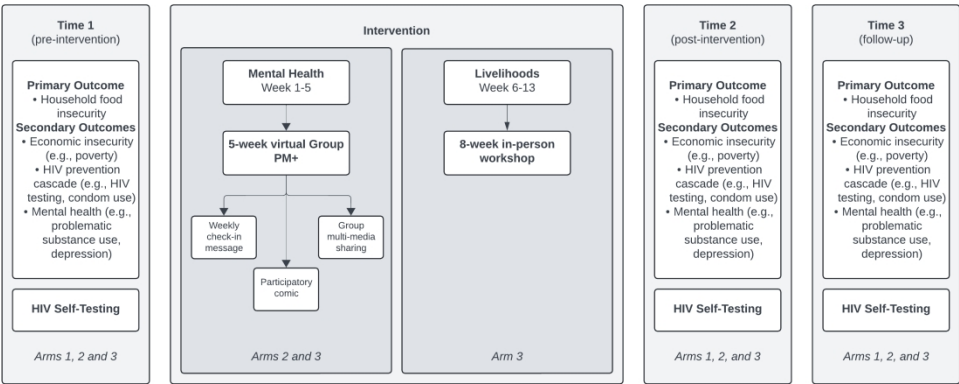 Time 1
(pre-intervention)
Primary Outcome
• Household food
insecurity
Secondary Outcomes
• Economic insecurity
(e.g., poverty)
• HIV prevention
cascade (e.g., HIV
testing, condom use)
• Mental health (e.g.,
problematic
substance use,
depression)
HIV Self-Testing
Arms 1, 2 and 3
Intervention
Mental Health
Week 1-5
5-week virtual Group
PM+
Weekly
check-in
message
Participatory
comic
Group
multi-media
sharing
Arms 2 and 3
Livelihoods
Week 6-13
8-week in-person
workshop
Arm 3
Time 2
(post-intervention)
Primary Outcome
• Household food
insecurity
Secondary Outcomes
• Economic insecurity
(e.g., poverty)
• HIV prevention
cascade (e.g., HIV
testing, condom use)
• Mental health (e.g.,
problematic
substance use,
depression)
HIV Self-Testing
Arms 1, 2, and 3
Time 3
(follow-up)
Primary Outcome
• Household food
insecurity
Secondary Outcomes
• Economic insecurity
(e.g., poverty)
• HIV prevention
cascade (e.g., HIV
testing, condom use)
• Mental health (e.g.,
problematic
substance use,
depression)
HIV Self-Testing
Arms 1, 2, and 3